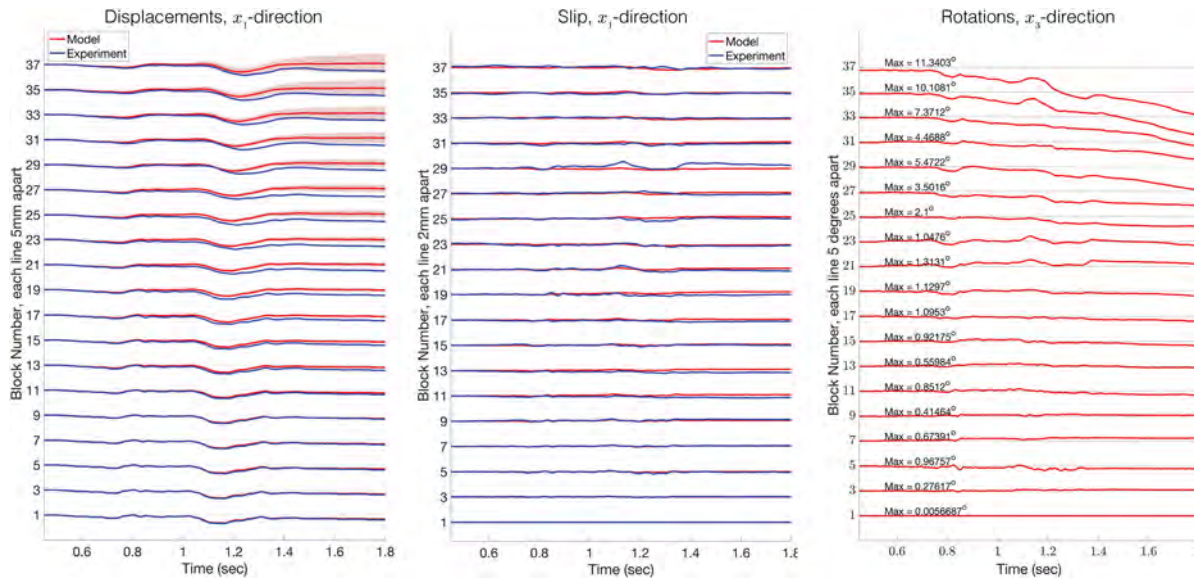 Displacements, x₁-direction
Block Number, each line 5mm apart
Model
Experiment
37
35
33
31
29
27
25
23
21
19
17
15
13
11
9
7
5
3
1
0.6 0.8 1 1.2 1.4 1.6 1.8
Time (sec)
Slip, x₁-direction
Block Number, each line 2mm apart
Model
Experiment
37
35
33
31
29
27
25
23
21
19
17
15
13
11
9
7
5
3
1
0.6 0.8 1 1.2 1.4 1.6 1.8
Time (sec)
Rotations, x₃-direction
Block Number, each line 5 degrees apart
37 Max = 11.3403°
35 Max = 10.1081°
33 Max = 7.3712°
31 Max = 4.4688°
29 Max = 5.4722°
27 Max = 3.5016°
25 Max = 2.1°
23 Max = 1.0476°
21 Max = 1.3131°
19 Max = 1.1297°
17 Max = 1.0953°
15 Max = 0.92175°
13 Max = 0.55984°
11 Max = 0.8512°
9 Max = 0.41464°
7 Max = 0.67391°
5 Max = 0.96757°
3 Max = 0.27617°
1 Max = 0.0056687°
0.6 0.8 1 1.2 1.4 1.6 1.8
Time (sec)